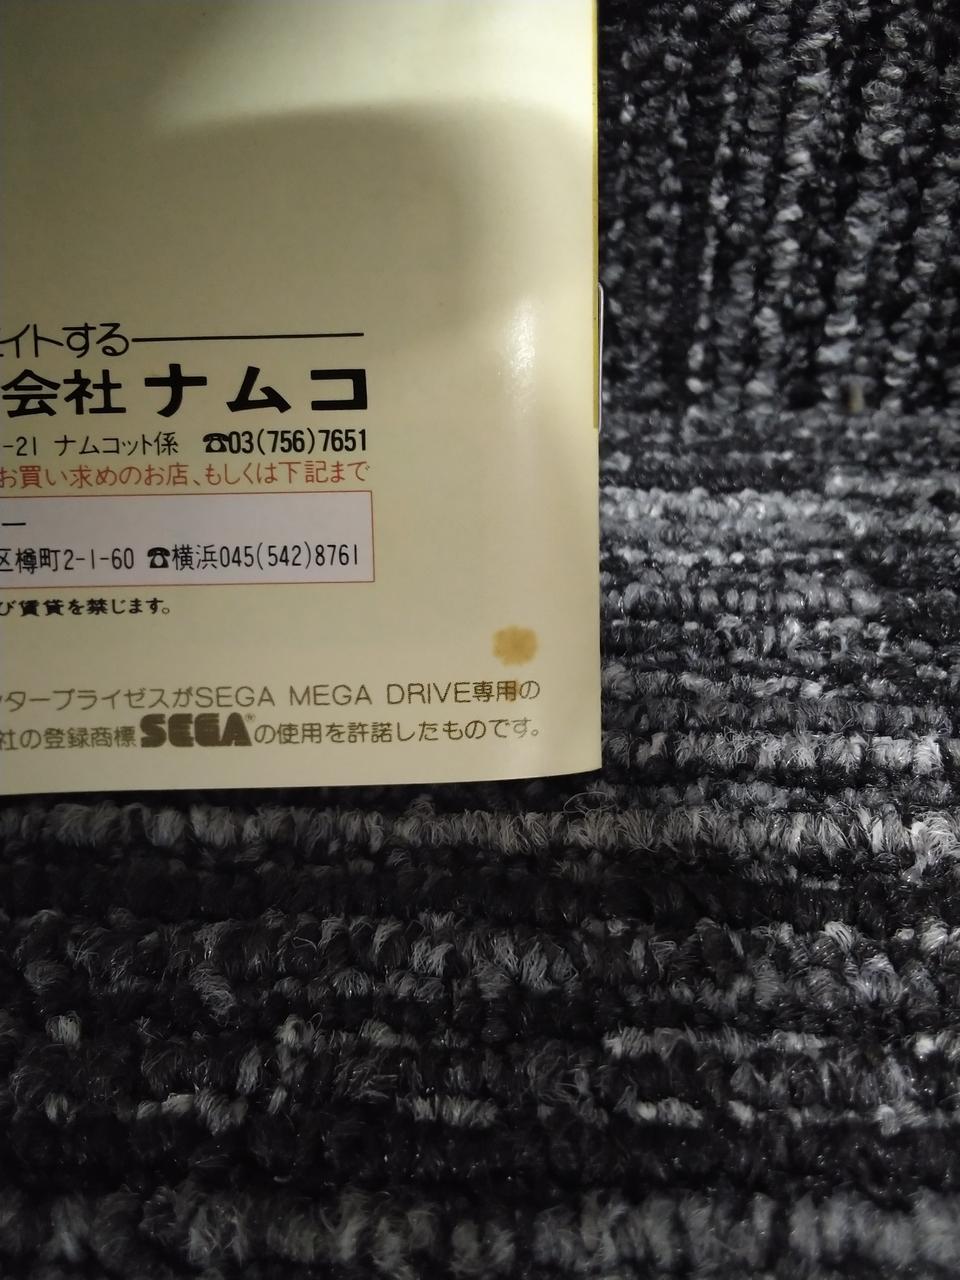 エイトする
会社 ナムコ
-21 ナムコット係 ☎03(756)7651
お買い求めのお店、もしくは下記まで
ー
区樽町2-1-60 ☎横浜045(542)8761
び賃貸を禁じます。
ンタープライゼスがSEGA MEGA DRIVE専用の
社の登録商標SEGA®の使用を許諾したものです。